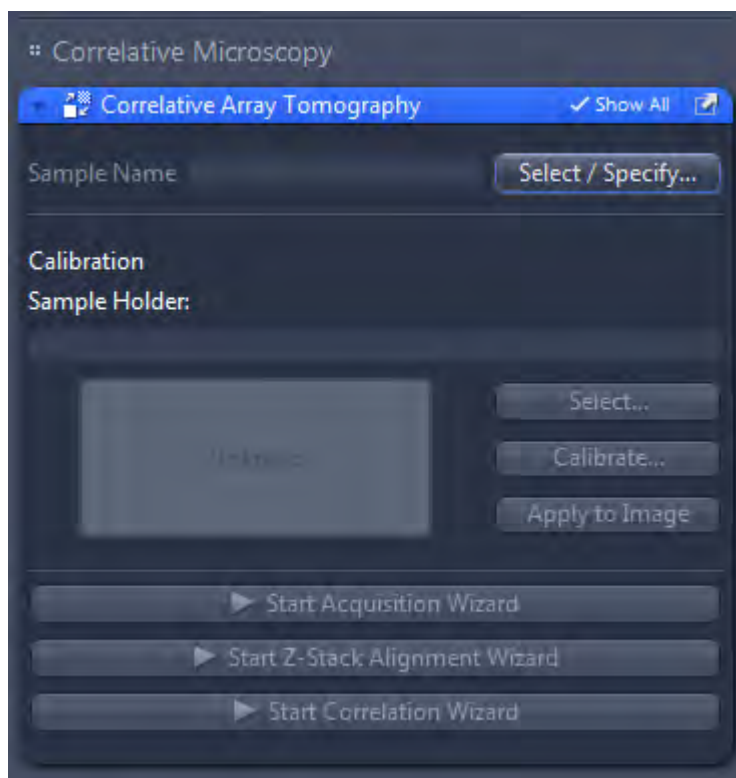 Correlative Microscopy
Correlative Array Tomography Show All
Sample Name Select / Specify...
Calibration
Sample Holder:
Select...
Calibrate...
Apply to Image
Start Acquisition Wizard
Start Z-Stack Alignment Wizard
Start Correlation Wizard